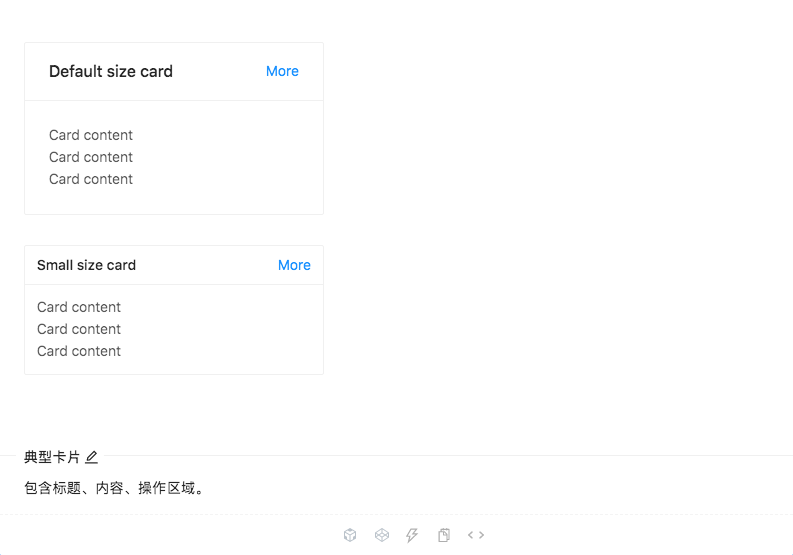 Default size card More
Card content
Card content
Card content
Small size card More
Card content
Card content
Card content
典型卡片
包含标题、内容、操作区域。